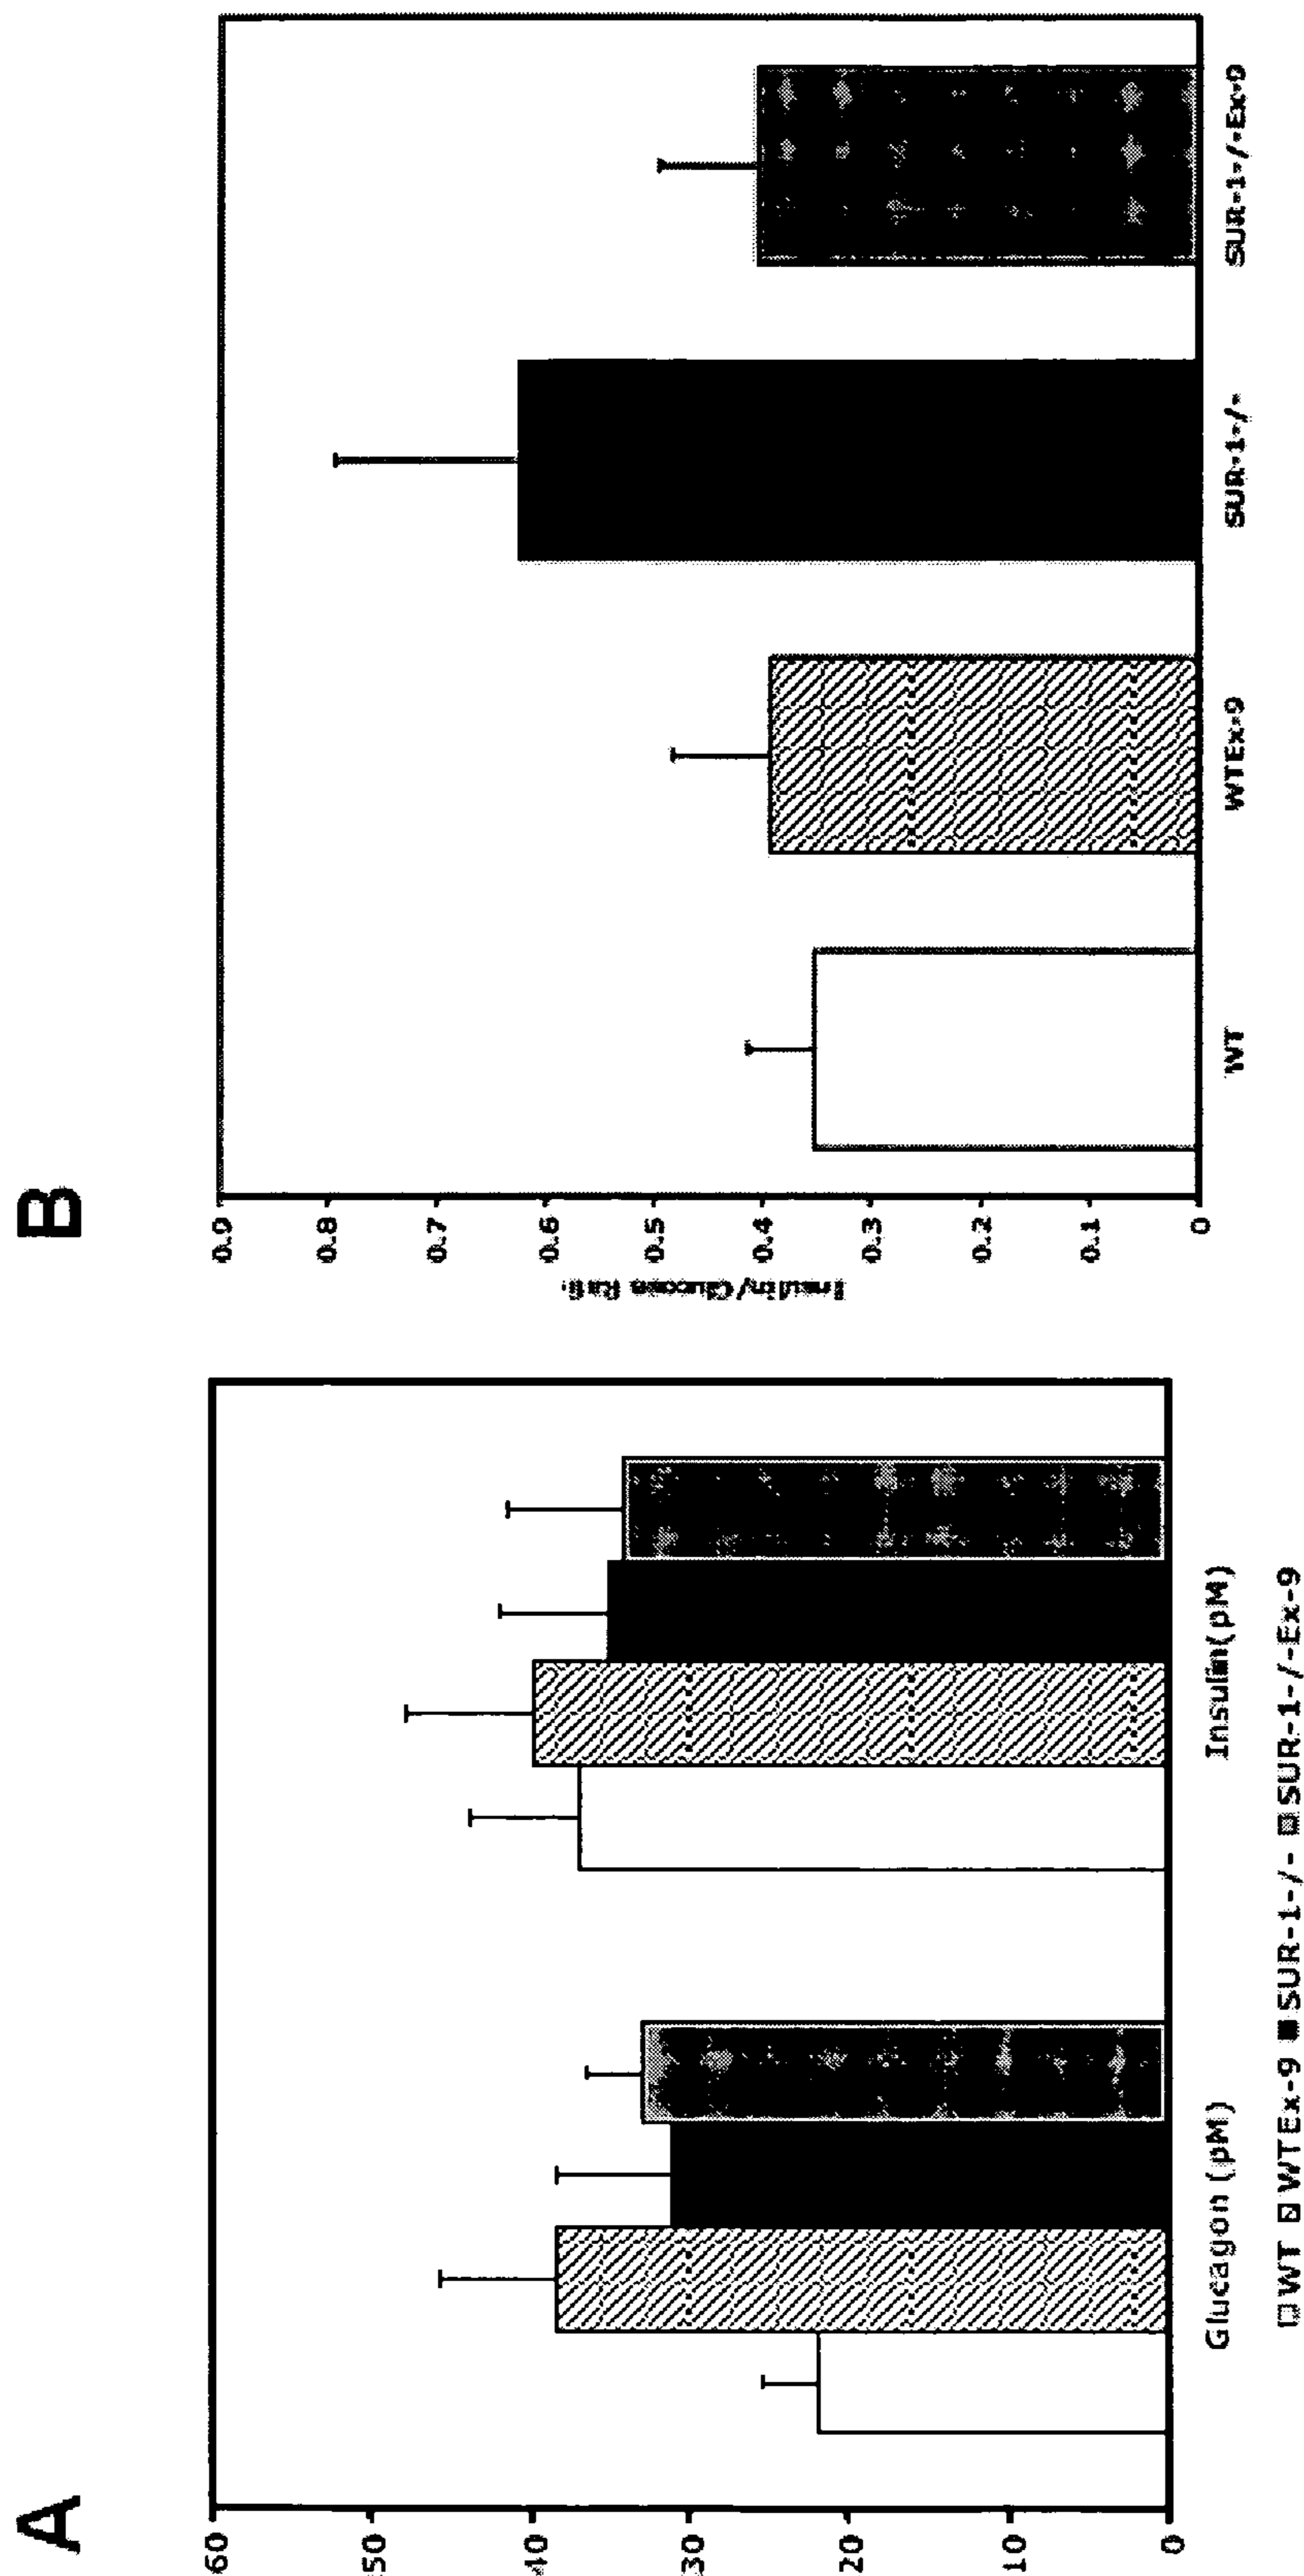 A
60
50
40
30
20
10
0
Glucagon (pM)
Insulin(pM)
WT WTEx-9 SUR-1-/- SUR-1-/-Ex-9
B
0.9
0.8
0.7
0.6
0.5
0.4
0.3
0.2
0.1
0
Insulin/Glucose
WT
WTEx-9
SUR-1-/-
SUR-1-/-Ex-9